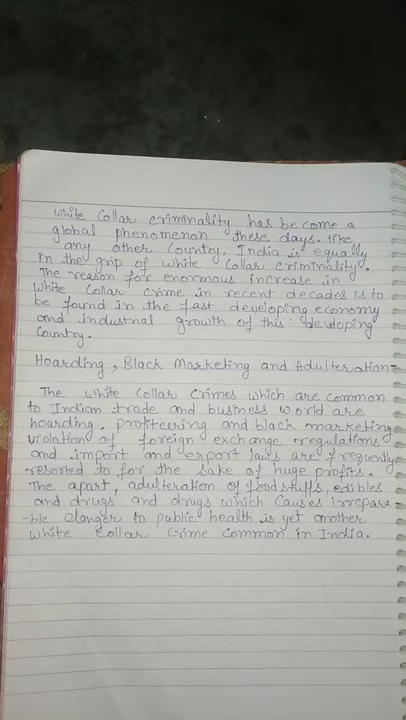 white Collar criminality has become a
global phenomenon these days. like
any other Country, India is equally
in the grip of white Collar criminality.
The reason for enormous increase in
white Collar crime in recent decades is to
be found in the fast developing economy
and industrial growth of this devloping
Country.
Hoarding, Black Marketing and Adulteration-
The white Collar Crimes which are common
to Indian trade and business world are
hoarding, profiteering and black marketing
violation of foreign exchange regulations
and import and export laws are frequently
resorted to for the sake of huge profits.
The apart, adulteration of foodstuffs, edibles
and drugs and drugs which causes irrepare-
-ble danger to public health is yet another
white Collar Crime Common in India.